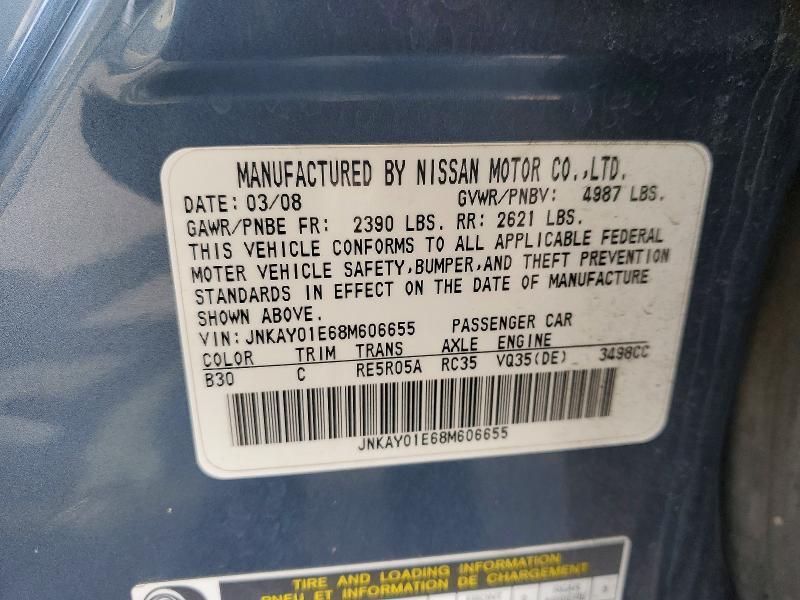 MANUFACTURED BY NISSAN MOTOR CO.,LTD.
DATE: 03/08 GVWR/PNBV: 4987 LBS.
GAWR/PNBE FR: 2390 LBS. RR: 2621 LBS.
THIS VEHICLE CONFORMS TO ALL APPLICABLE FEDERAL
MOTER VEHICLE SAFETY,BUMPER,AND THEFT PREVENTION
STANDARDS IN EFFECT ON THE DATE OF MANUFACTURE
SHOWN ABOVE.
VIN: JNKAY01E68M606655 PASSENGER CAR
COLOR TRIM TRANS AXLE ENGINE
B30 C RE5R05A RC35 VQ35(DE) 3498CC
JNKAY01E68M606655
TIRE AND LOADING INFORMATION
PNEU ET INFORMATION DE CHARGEMENT